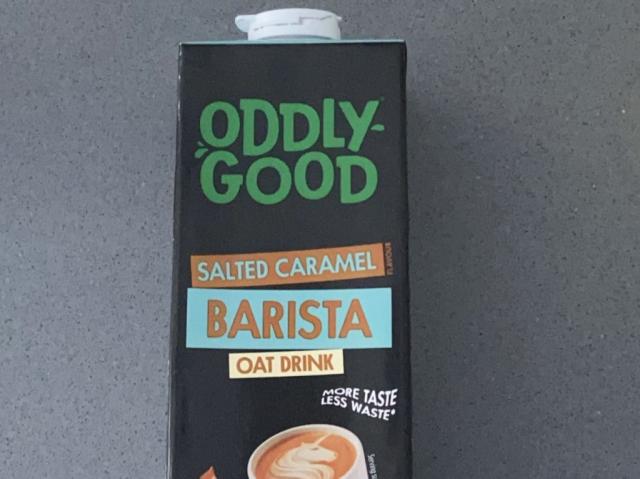 ODDLY-
GOOD
SALTED CARAMEL
FLAVOUR
BARISTA
OAT DRINK
MORE TASTE
LESS WASTE*